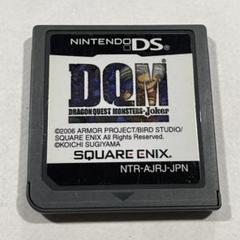 NINTENDO DS
DQM
DRAGON QUEST MONSTERS-Joker
©2006 ARMOR PROJECT/BIRD STUDIO/
SQUARE ENIX All Rights Reserved.
©KOICHI SUGIYAMA
SQUARE ENIX.
NTR-AJRJ-JPN